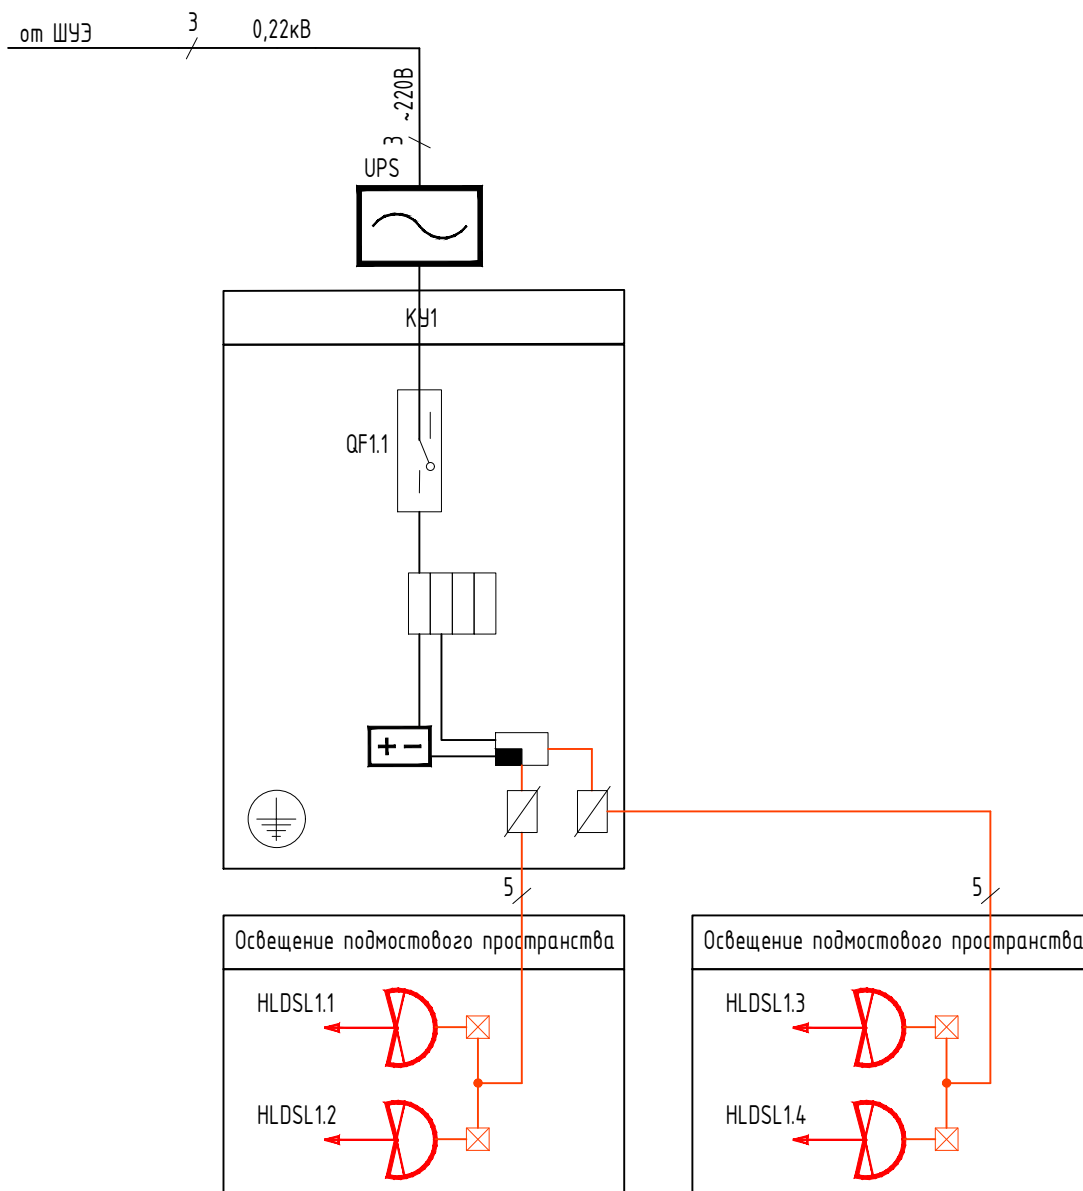 от ШУЭ
3
0,22кВ
~220В
3
UPS
КУ1
QF1.1
+ -
5
5
Освещение подмостового пространства
Освещение подмостового пространства
HLDSL1.1
HLDSL1.3
HLDSL1.2
HLDSL1.4